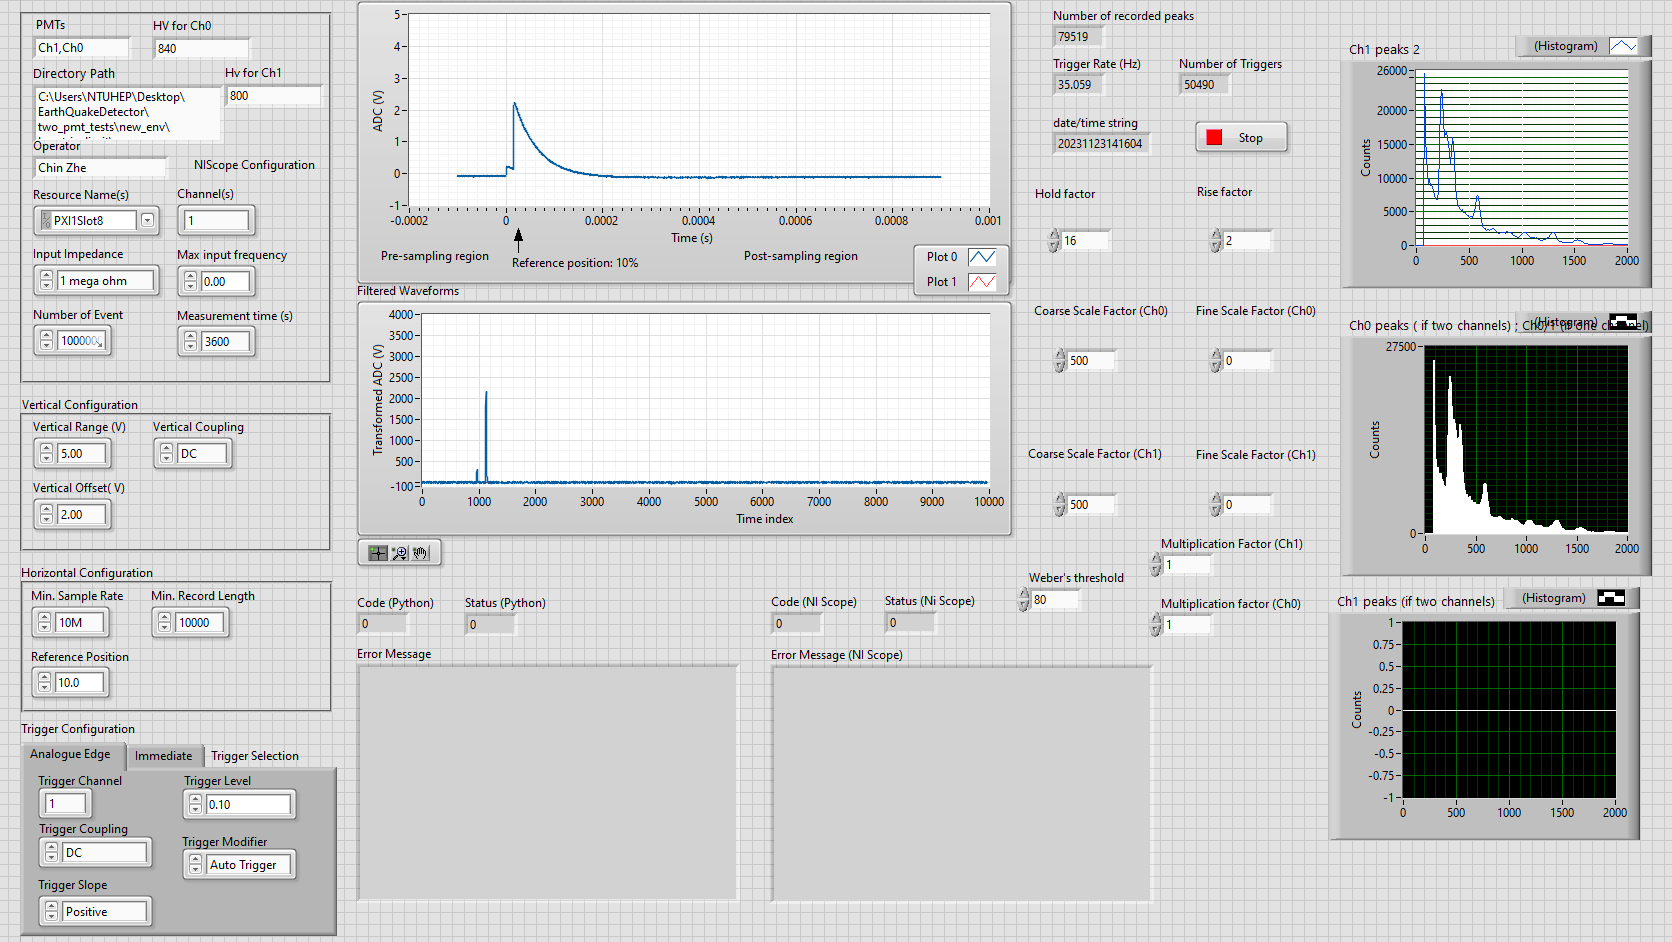 PMTs
Ch1,Ch0
HV for Ch0
840
Directory Path
C:\Users\NTUHEP\Desktop\
EarthQuakeDetector\
two_pmt_tests\new_env\
Hv for Ch1
800
Operator
Chin Zhe
NIScope Configuration
Resource Name(s)
PXI1Slot8
Channel(s)
1
Input Impedance
1 mega ohm
Max input frequency
0.00
Number of Event
Measurement time (s)
3600
Vertical Configuration
Vertical Range (V)
5.00
Vertical Coupling
DC
Vertical Offset( V)
2.00
Horizontal Configuration
Min. Sample Rate
10M
Min. Record Length
10000
Reference Position
10.0
Trigger Configuration
Analogue Edge
Immediate
Trigger Selection
Trigger Channel
1
Trigger Level
0.10
Trigger Coupling
DC
Trigger Modifier
Auto Trigger
Trigger Slope
Positive
ADC (V)
5
4
3
2
1
0
-1
-0.0002 0 0.0002 0.0004 0.0006 0.0008 0.001
Time (s)
Pre-sampling region
Reference position: 10%
Post-sampling region
Plot 0
Plot 1
Filtered Waveforms
Transformed ADC (V)
4000
3500
3000
2500
2000
1500
1000
500
-100
0 1000 2000 3000 4000 5000 6000 7000 8000 9000 10000
Time index
Code (Python)
0
Status (Python)
0
Error Message
Code (NI Scope)
0
Status (Ni Scope)
0
Error Message (NI Scope)
Number of recorded peaks
79519
Trigger Rate (Hz)
35.059
Number of Triggers
50490
date/time string
20231123141604
Stop
Hold factor
16
Rise factor
2
Coarse Scale Factor (Ch0)
500
Fine Scale Factor (Ch0)
0
Coarse Scale Factor (Ch1)
500
Fine Scale Factor (Ch1)
0
Multiplication Factor (Ch1)
1
Weber's threshold
80
Multiplication factor (Ch0)
1
Ch1 peaks 2
(Histogram)
Counts
26000
20000
15000
10000
5000
0
0 500 1000 1500 2000
Ch0 peaks ( if two channels) ; Ch0/1 (if one channel)
(Histogram)
Counts
27500
0
0 500 1000 1500 2000
Ch1 peaks (if two channels)
(Histogram)
Counts
1
0.75
0.5
0.25
0
-0.25
-0.5
-0.75
-1
0 500 1000 1500 2000